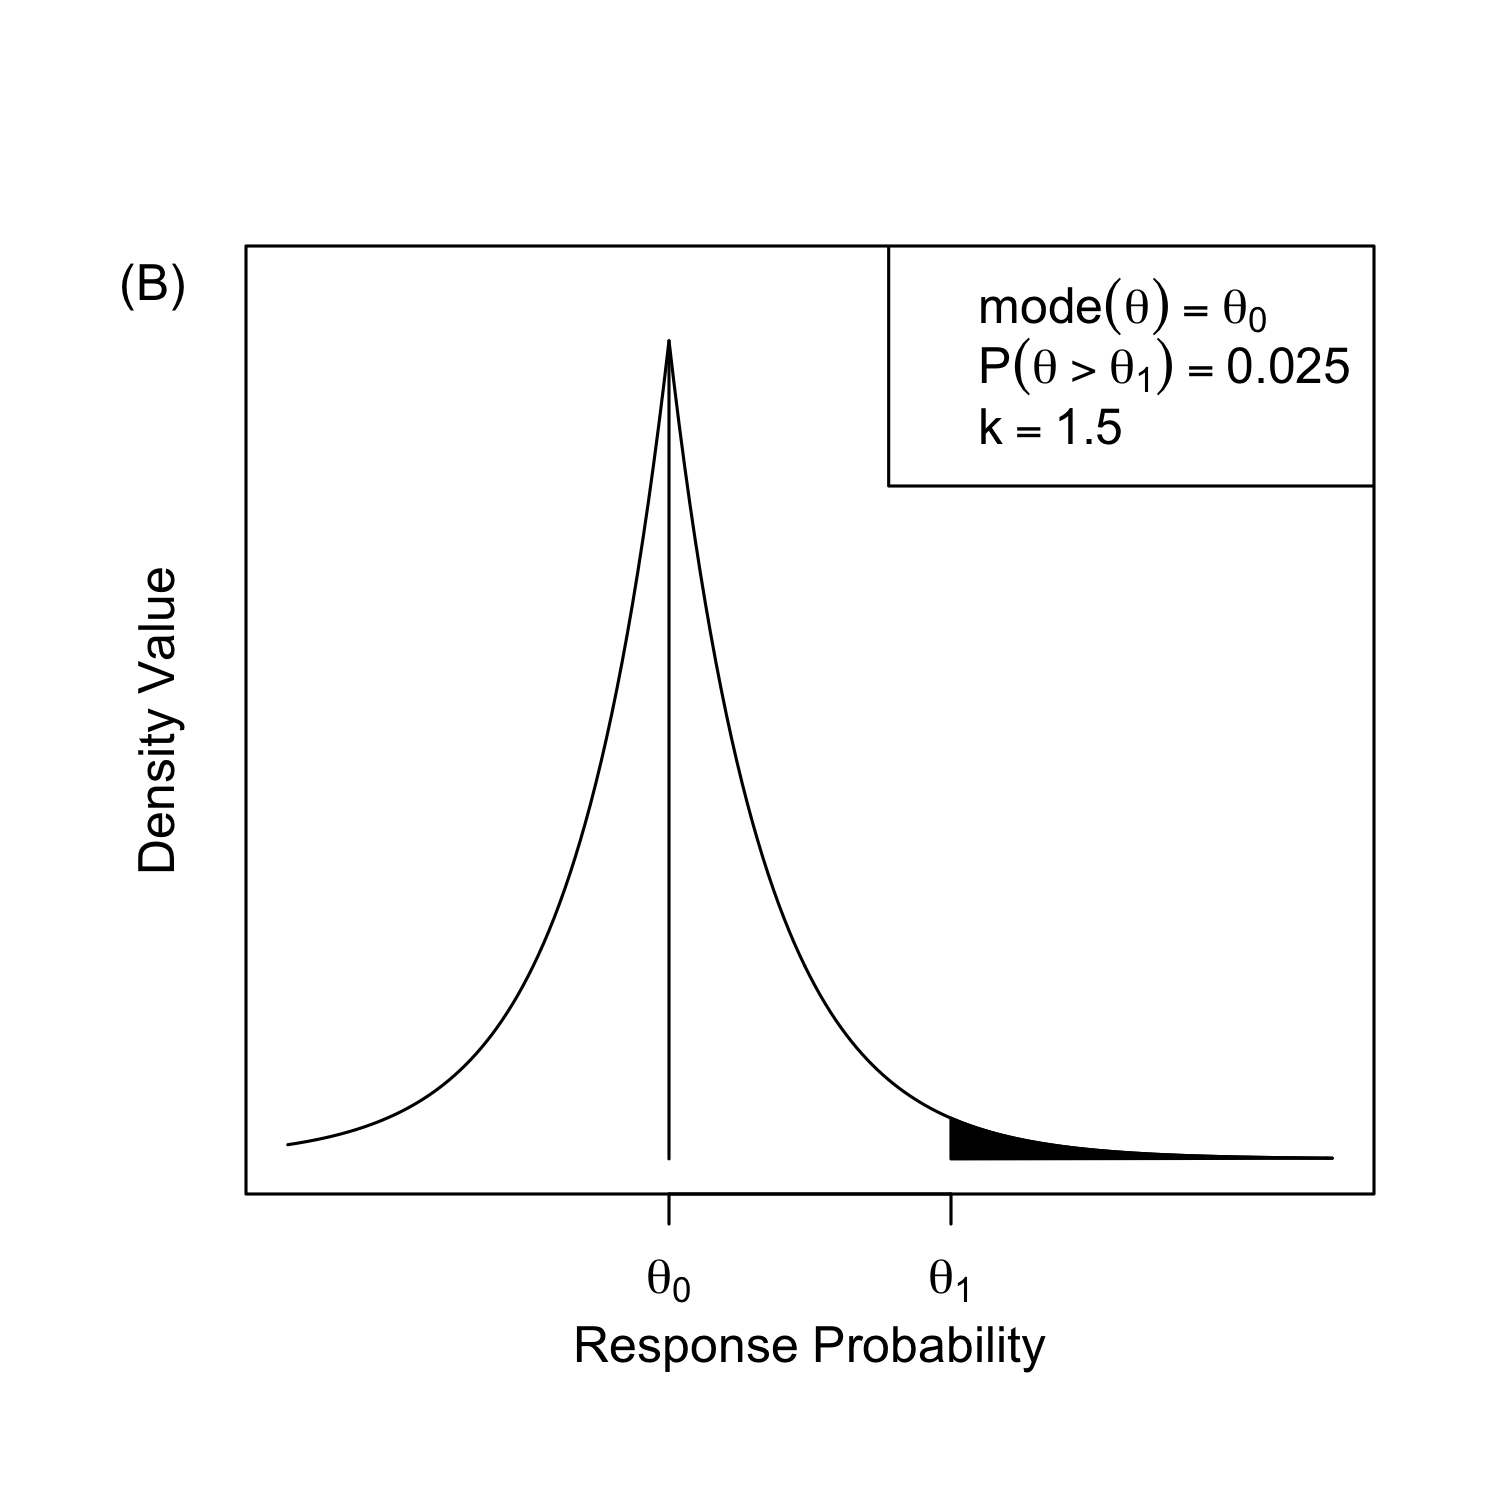 (B)
mode(θ) = θ₀
P(θ > θ₁) = 0.025
k = 1.5
Density Value
θ₀
θ₁
Response Probability